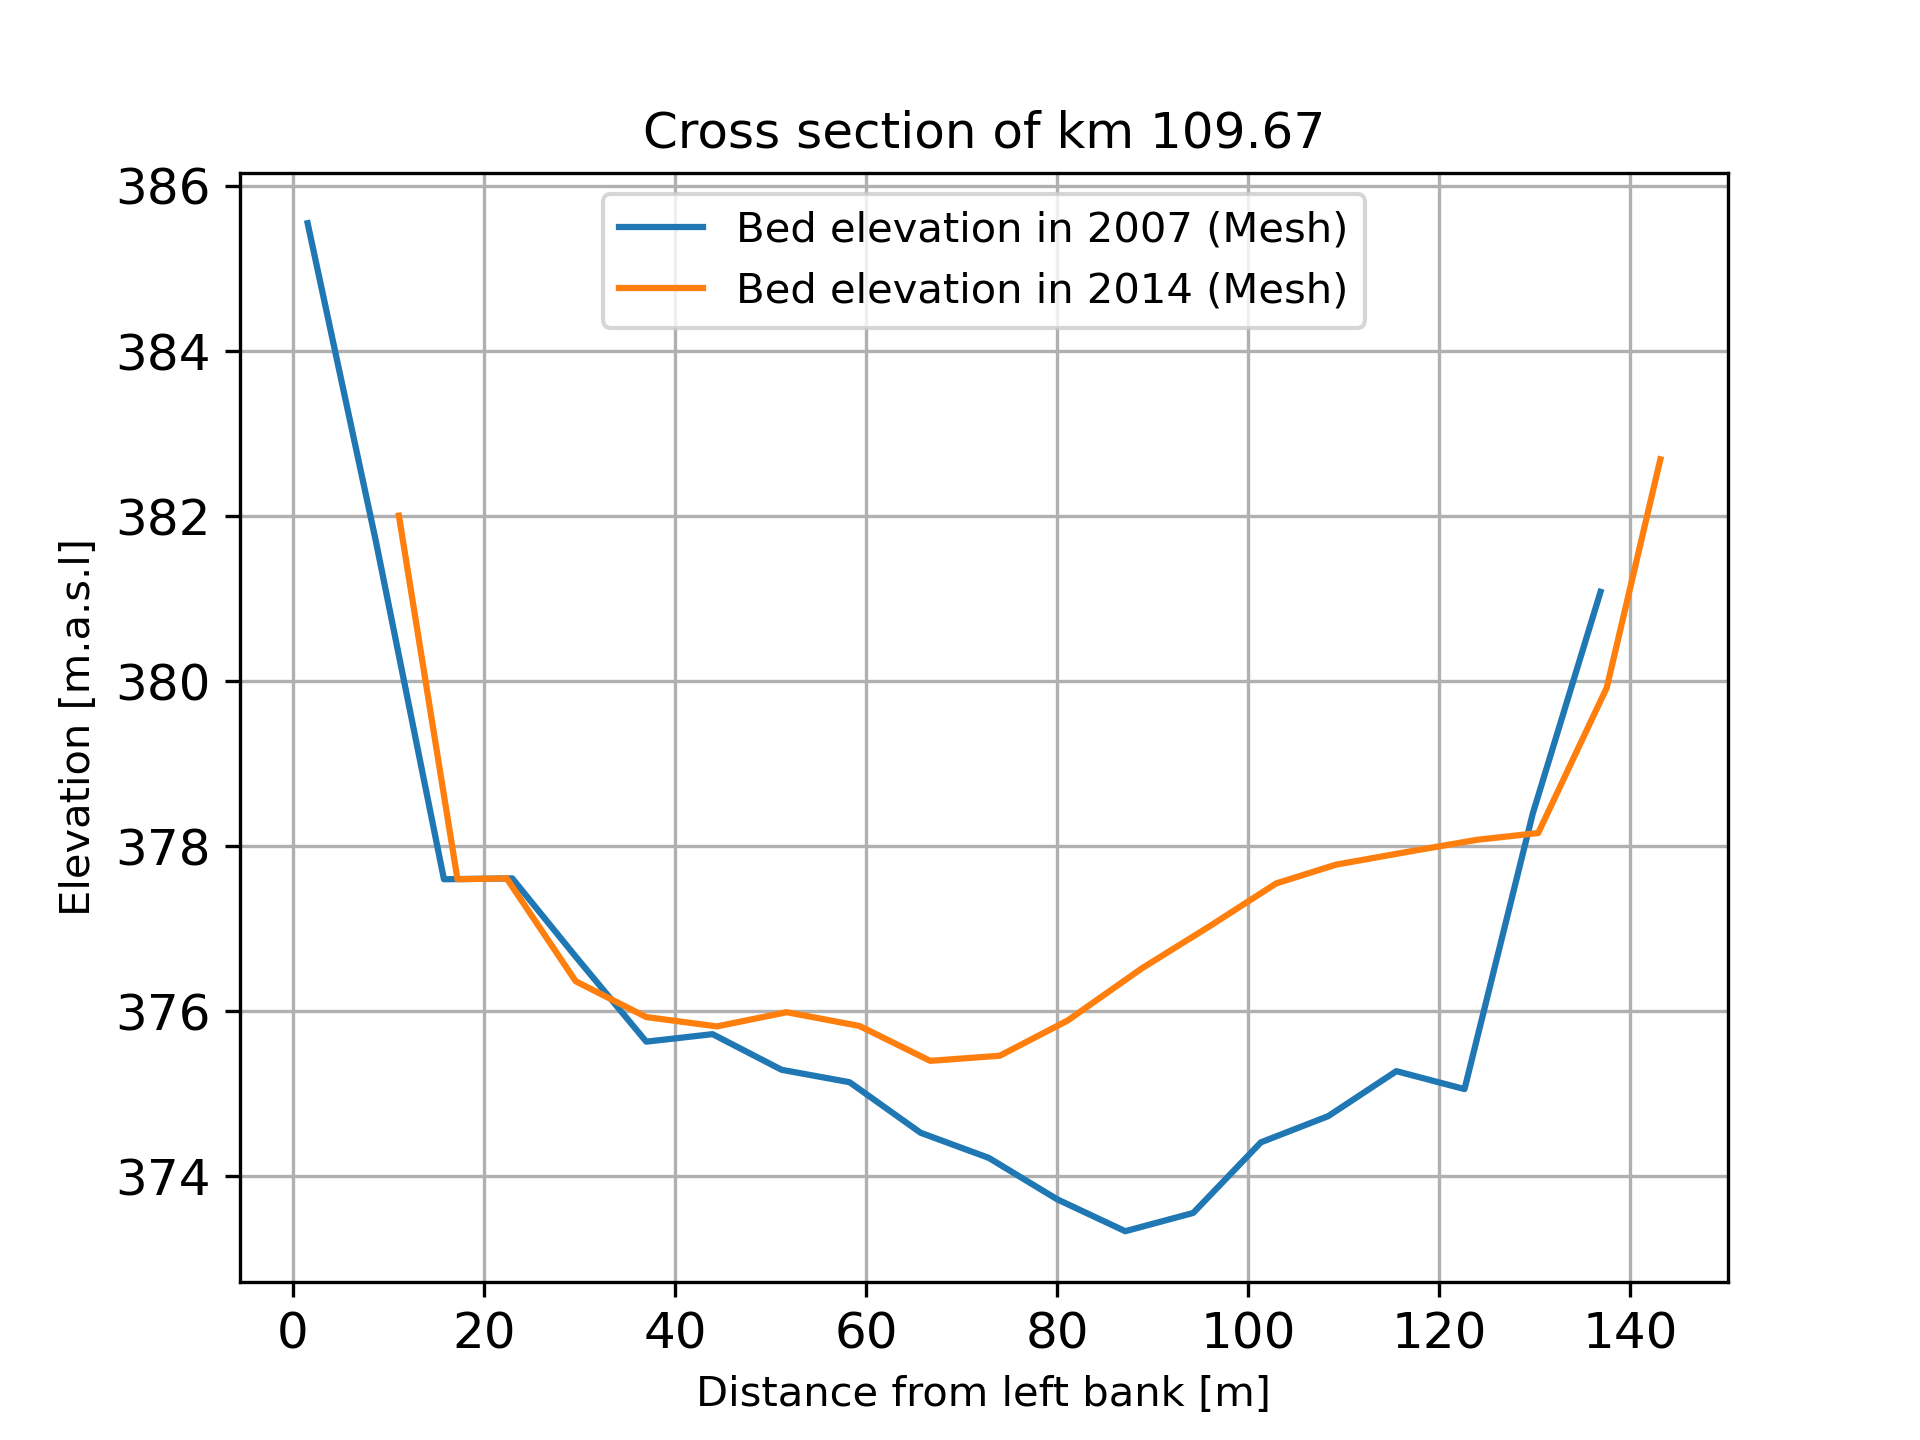 Cross section of km 109.67
Bed elevation in 2007 (Mesh)
Bed elevation in 2014 (Mesh)
Elevation [m.a.s.l]
386
384
382
380
378
376
374
0 20 40 60 80 100 120 140
Distance from left bank [m]